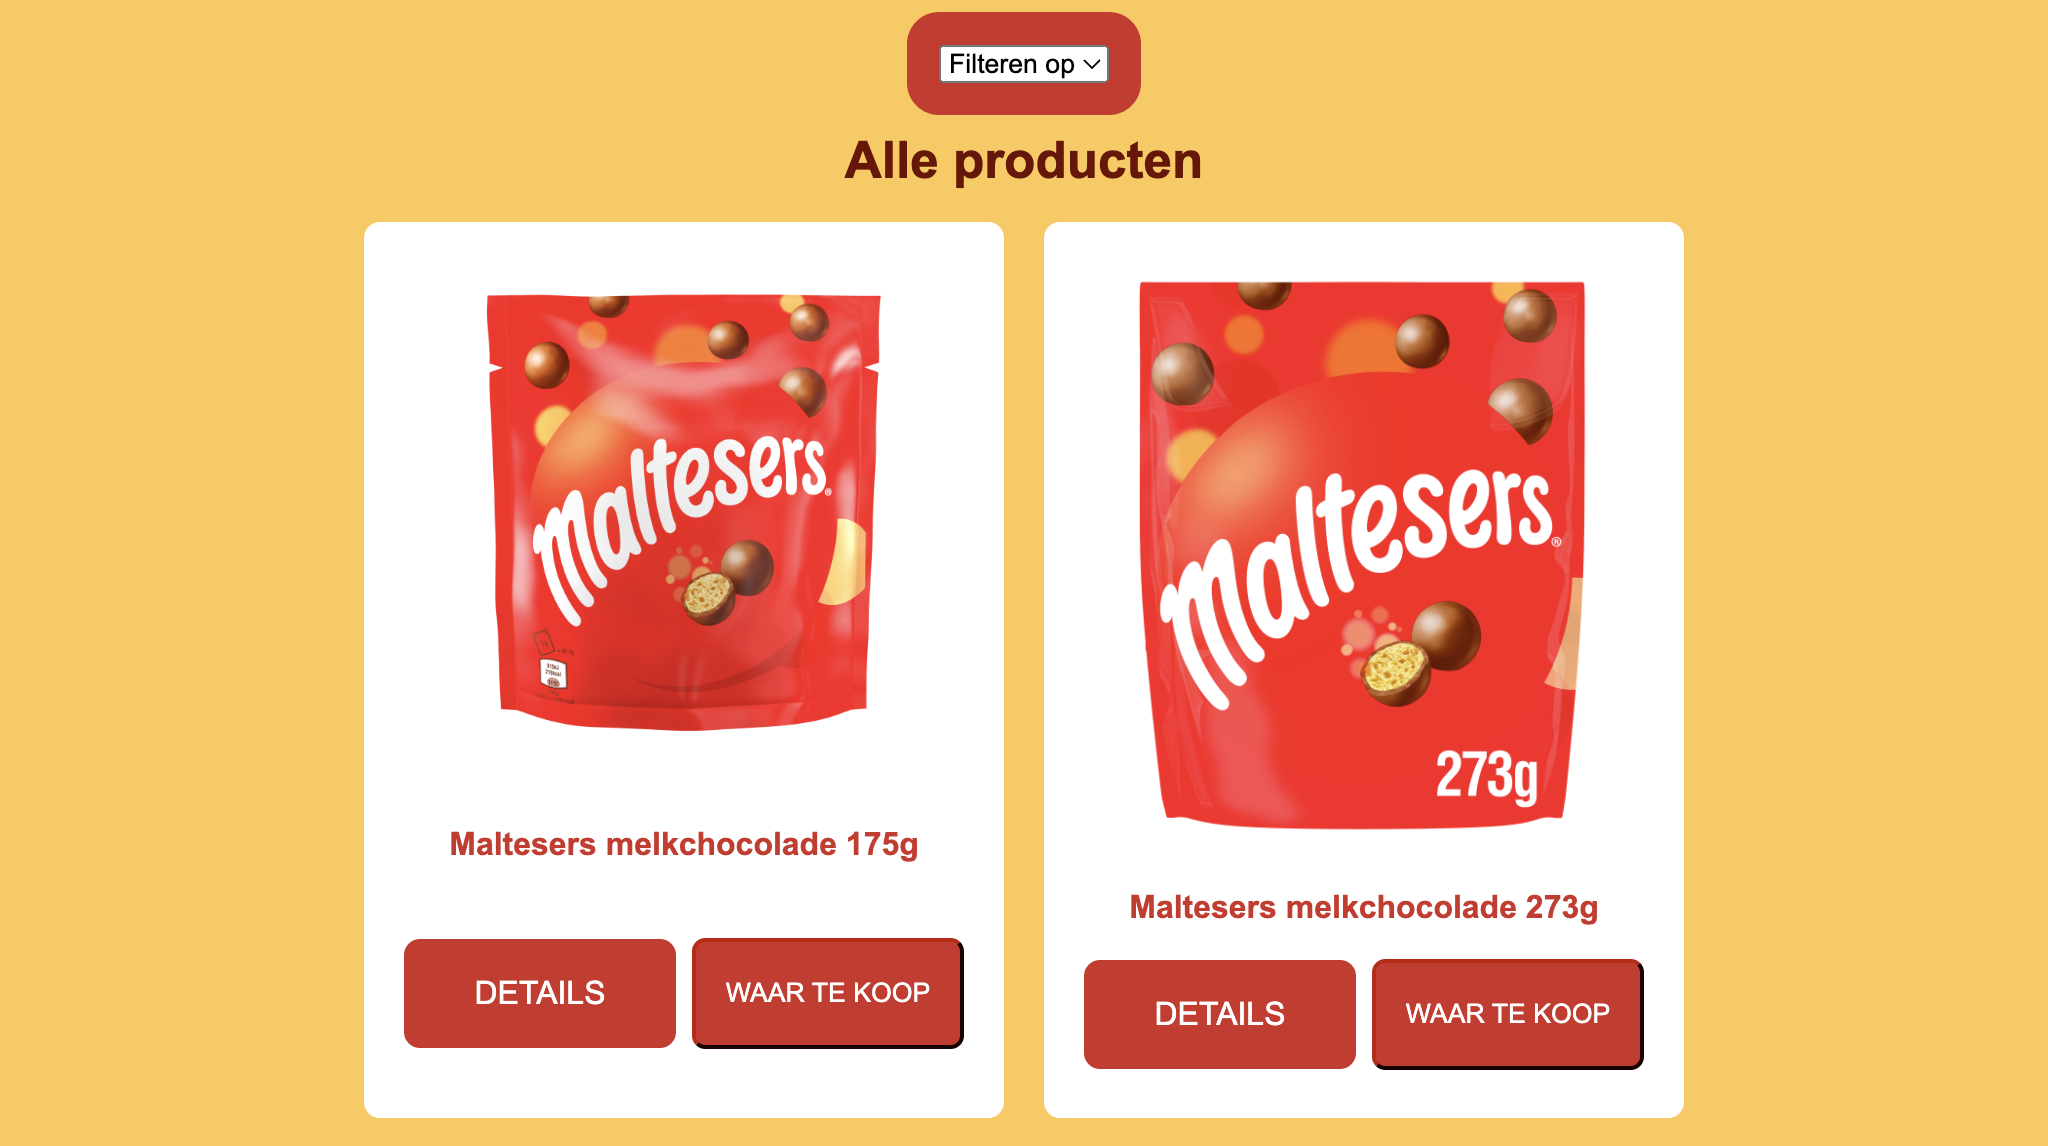 Filteren op
Alle producten
Maltesers®
Maltesers®
273g
Maltesers melkchocolade 175g
Maltesers melkchocolade 273g
DETAILS
WAAR TE KOOP
DETAILS
WAAR TE KOOP